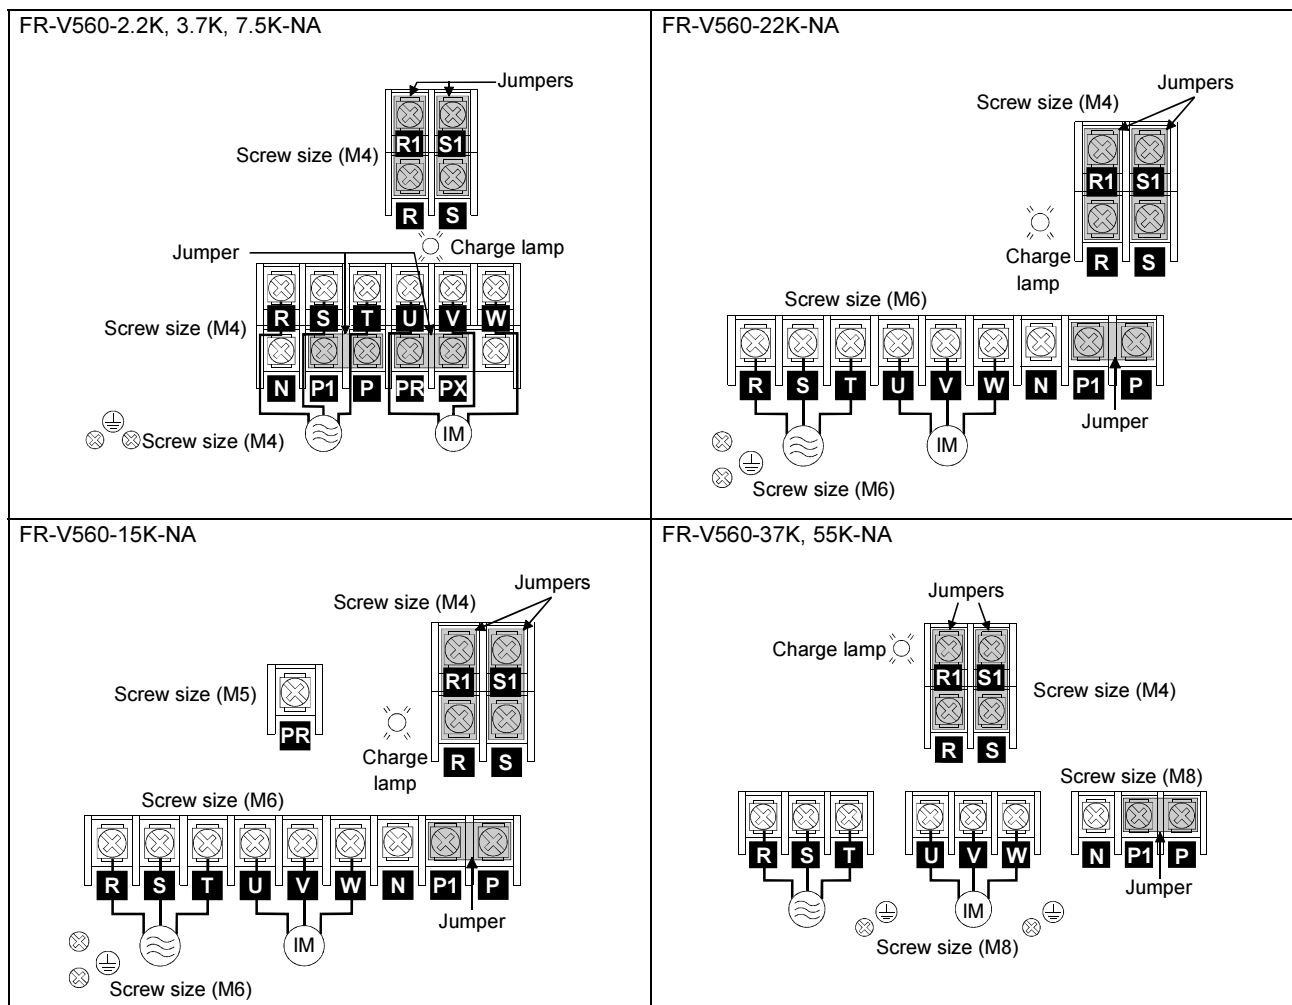 FR-V560-2.2K, 3.7K, 7.5K-NA
Jumpers
R1 S1
Screw size (M4)
R S
Jumper
Charge lamp
R S T U V W
Screw size (M4)
N P1 P PR PX
Screw size (M4)
IM
FR-V560-22K-NA
Jumpers
Screw size (M4)
R1 S1
Charge
lamp
R S
Screw size (M6)
R S T U V W N P1 P
Jumper
IM
Screw size (M6)
FR-V560-15K-NA
Jumpers
Screw size (M4)
R1 S1
Screw size (M5)
PR
Charge
lamp
R S
Screw size (M6)
R S T U V W N P1 P
Jumper
IM
Screw size (M6)
FR-V560-37K, 55K-NA
Jumpers
Charge lamp
R1 S1
Screw size (M4)
R S
Screw size (M8)
R S T U V W N P1 P
Jumper
IM
Screw size (M8)